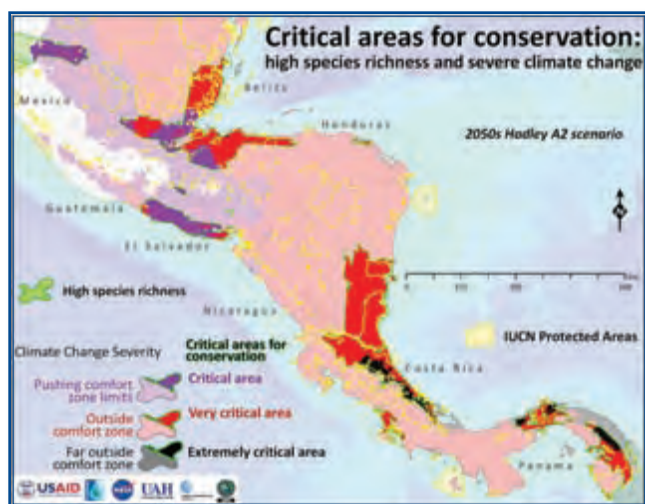 Critical areas for conservation:
high species richness and severe climate change
Mexico
Belize
Honduras
2050s Hadley A2 scenario
N
Guatemala
El Salvador
High species richness
Nicaragua
IUCN Protected Areas
Climate Change Severity
Critical areas for
conservation
Costa Rica
Pushing comfort
zone limits
Critical area
Outside
comfort zone
Very critical area
Far outside
comfort zone
Extremely critical area
Panama
USAID
NASA
UAH